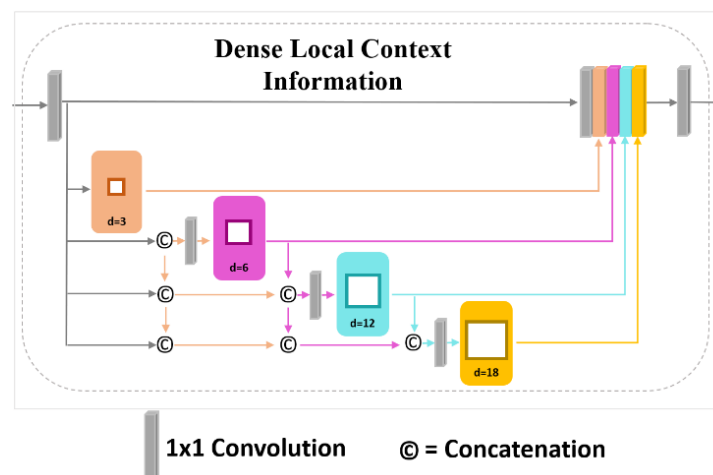 Dense Local Context
Information
d=3
©
d=6
©
©
d=12
©
©
©
d=18
1x1 Convolution
© = Concatenation